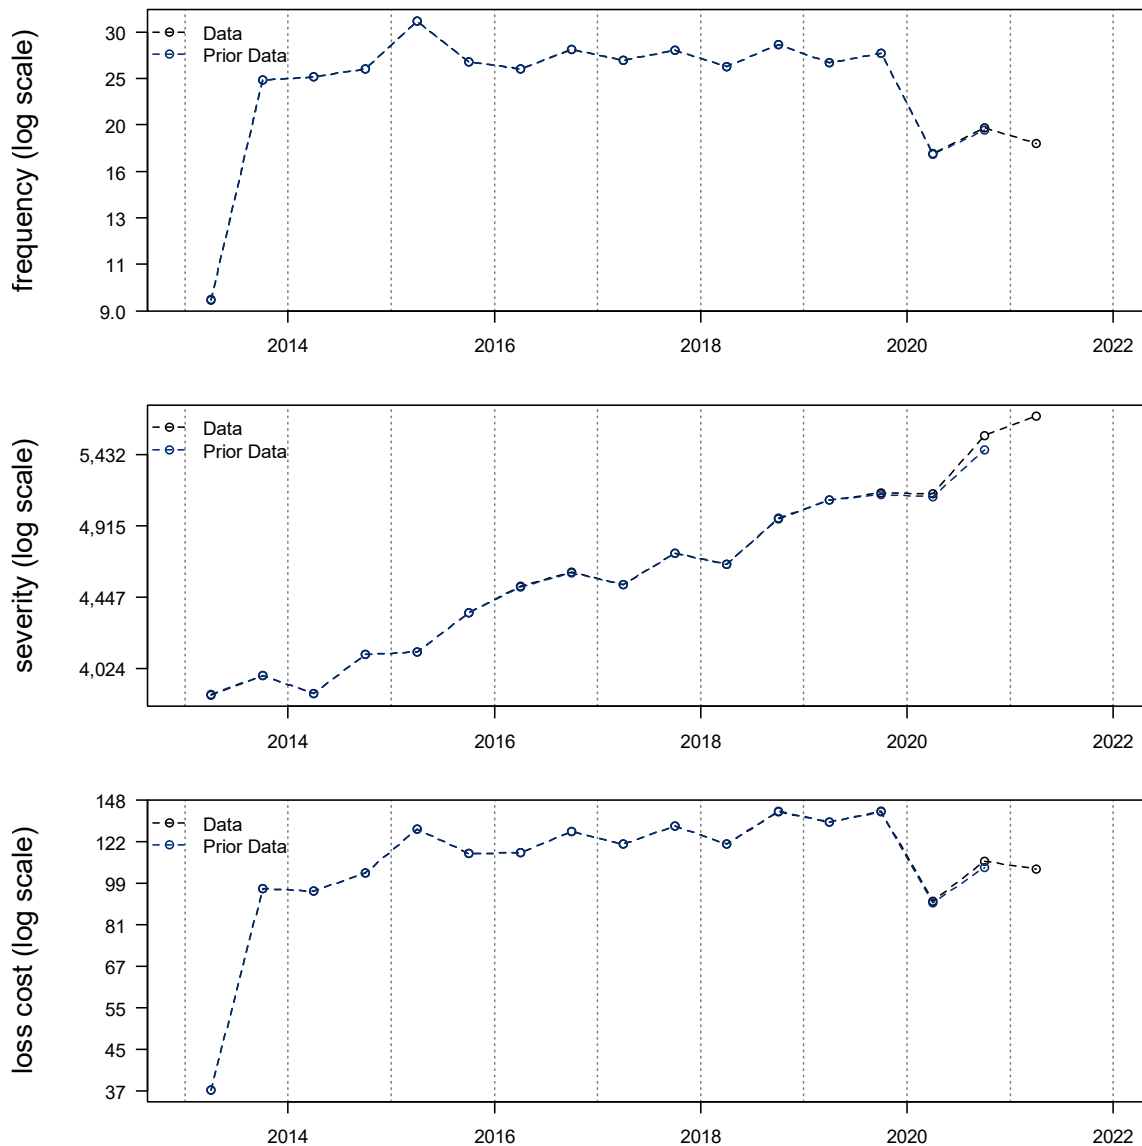 frequency (log scale)
30
25
20
16
13
11
9.0
Data
Prior Data
2014 2016 2018 2020 2022
severity (log scale)
5,432
4,915
4,447
4,024
Data
Prior Data
2014 2016 2018 2020 2022
loss cost (log scale)
148
122
99
81
67
55
45
37
Data
Prior Data
2014 2016 2018 2020 2022